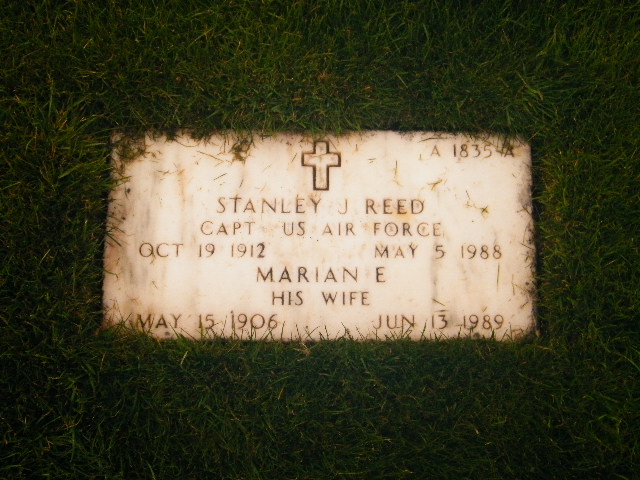 A 1835-A
STANLEY J REED
CAPT US AIR FORCE
OCT 19 1912 MAY 5 1988
MARIAN E
HIS WIFE
MAY 15 1906 JUN 13 1989